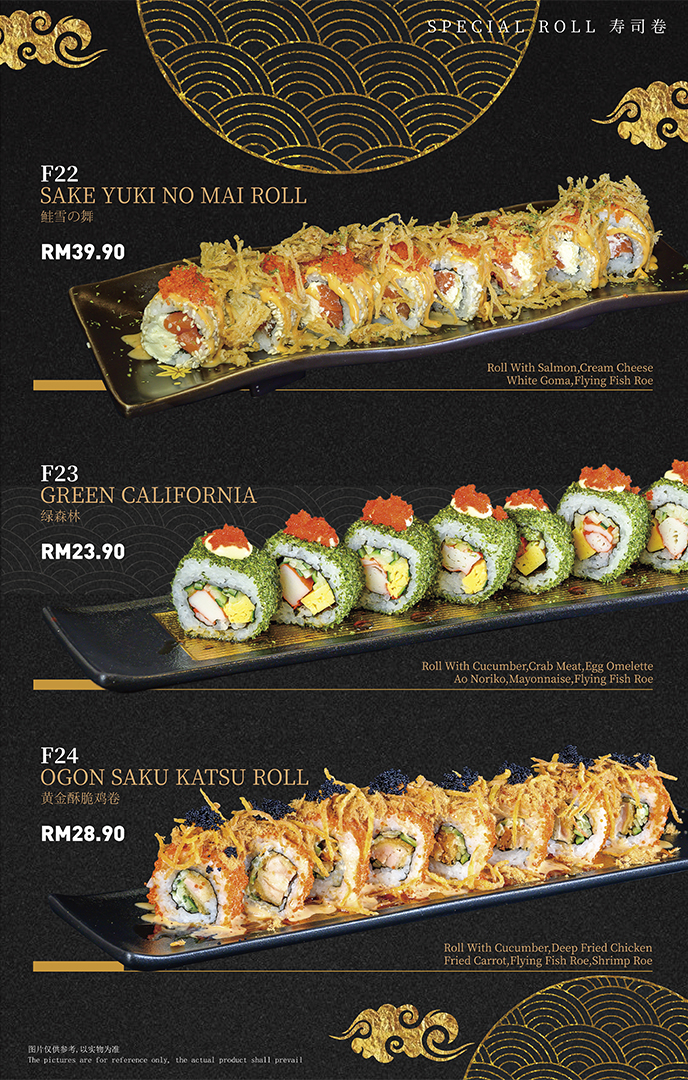 SPECIAL ROLL 寿司卷
F22
SAKE YUKI NO MAI ROLL
鲑雪の舞
RM39.90
Roll With Salmon,Cream Cheese
White Goma,Flying Fish Roe
F23
GREEN CALIFORNIA
绿森林
RM23.90
Roll With Cucumber,Crab Meat,Egg Omelette
Ao Noriko,Mayonnaise,Flying Fish Roe
F24
OGON SAKU KATSU ROLL
黄金酥脆鸡卷
RM28.90
Roll With Cucumber,Deep Fried Chicken
Fried Carrot,Flying Fish Roe,Shrimp Roe
图片仅供参考,以实物为准
The pictures are for reference only, the actual product shall prevail